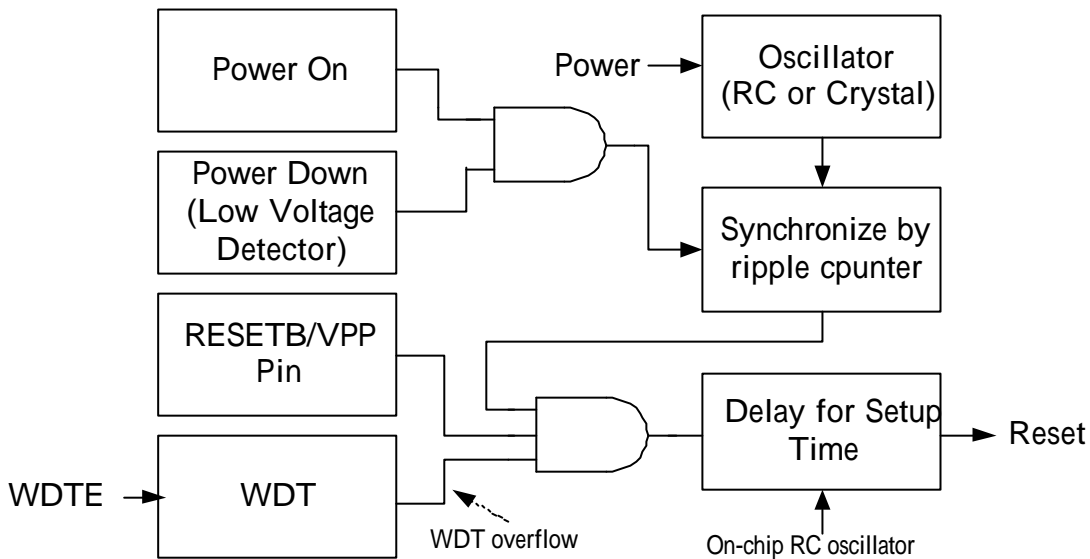 Power On
Power
Oscillator
(RC or Crystal)
Power Down
(Low Voltage
Detector)
Synchronize by
ripple cpunter
RESETB/VPP
Pin
Delay for Setup
Time
Reset
WDTE
WDT
WDT overflow
On-chip RC oscillator